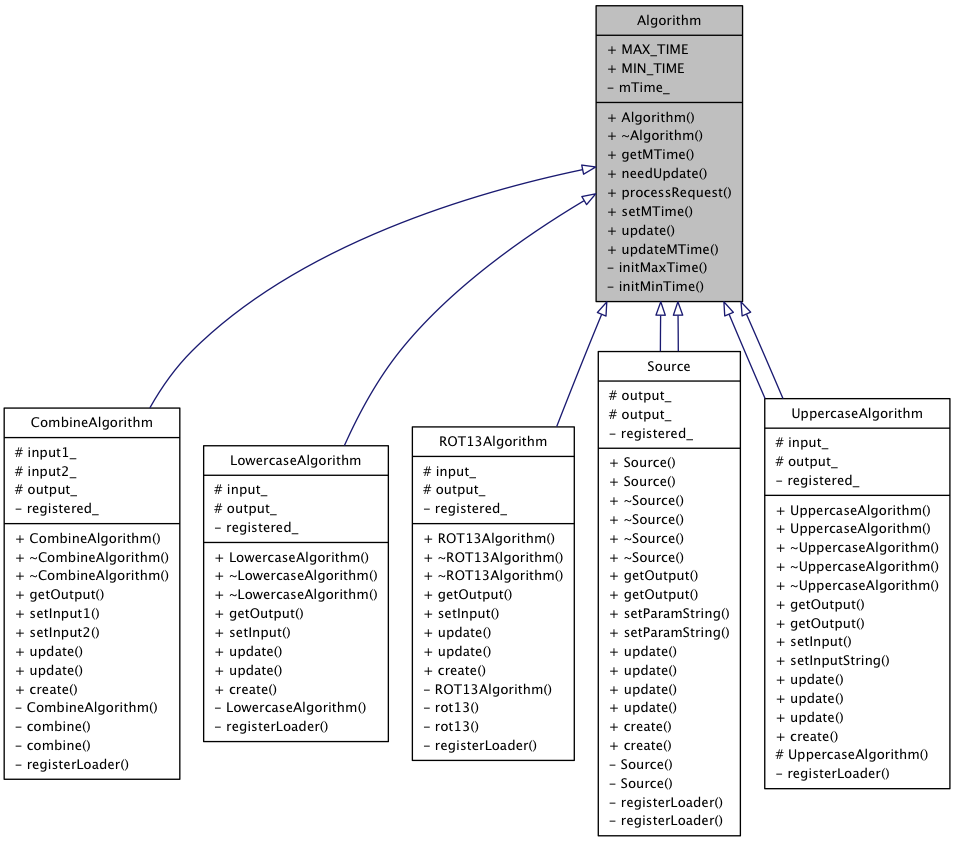 Algorithm
+ MAX_TIME
+ MIN_TIME
– mTime_
+ Algorithm()
+ ~Algorithm()
+ getMTime()
+ needUpdate()
+ processRequest()
+ setMTime()
+ update()
+ updateMTime()
– initMaxTime()
– initMinTime()
CombineAlgorithm
# input1_
# input2_
# output_
– registered_
+ CombineAlgorithm()
+ ~CombineAlgorithm()
+ ~CombineAlgorithm()
+ getOutput()
+ setInput1()
+ setInput2()
+ update()
+ update()
+ create()
– CombineAlgorithm()
– combine()
– combine()
– registerLoader()
LowercaseAlgorithm
# input_
# output_
– registered_
+ LowercaseAlgorithm()
+ ~LowercaseAlgorithm()
+ ~LowercaseAlgorithm()
+ getOutput()
+ setInput()
+ update()
+ update()
+ create()
– LowercaseAlgorithm()
– registerLoader()
ROT13Algorithm
# input_
# output_
– registered_
+ ROT13Algorithm()
+ ~ROT13Algorithm()
+ ~ROT13Algorithm()
+ getOutput()
+ setInput()
+ update()
+ update()
+ create()
– ROT13Algorithm()
– rot13()
– rot13()
– registerLoader()
Source
# output_
# output_
– registered_
+ Source()
+ Source()
+ ~Source()
+ ~Source()
+ ~Source()
+ ~Source()
+ getOutput()
+ getOutput()
+ setParamString()
+ setParamString()
+ update()
+ update()
+ update()
+ update()
+ create()
+ create()
– Source()
– Source()
– registerLoader()
– registerLoader()
UppercaseAlgorithm
# input_
# output_
– registered_
+ UppercaseAlgorithm()
+ UppercaseAlgorithm()
+ ~UppercaseAlgorithm()
+ ~UppercaseAlgorithm()
+ ~UppercaseAlgorithm()
+ getOutput()
+ getOutput()
+ setInput()
+ setInputString()
+ update()
+ update()
+ update()
+ create()
# UppercaseAlgorithm()
– registerLoader()